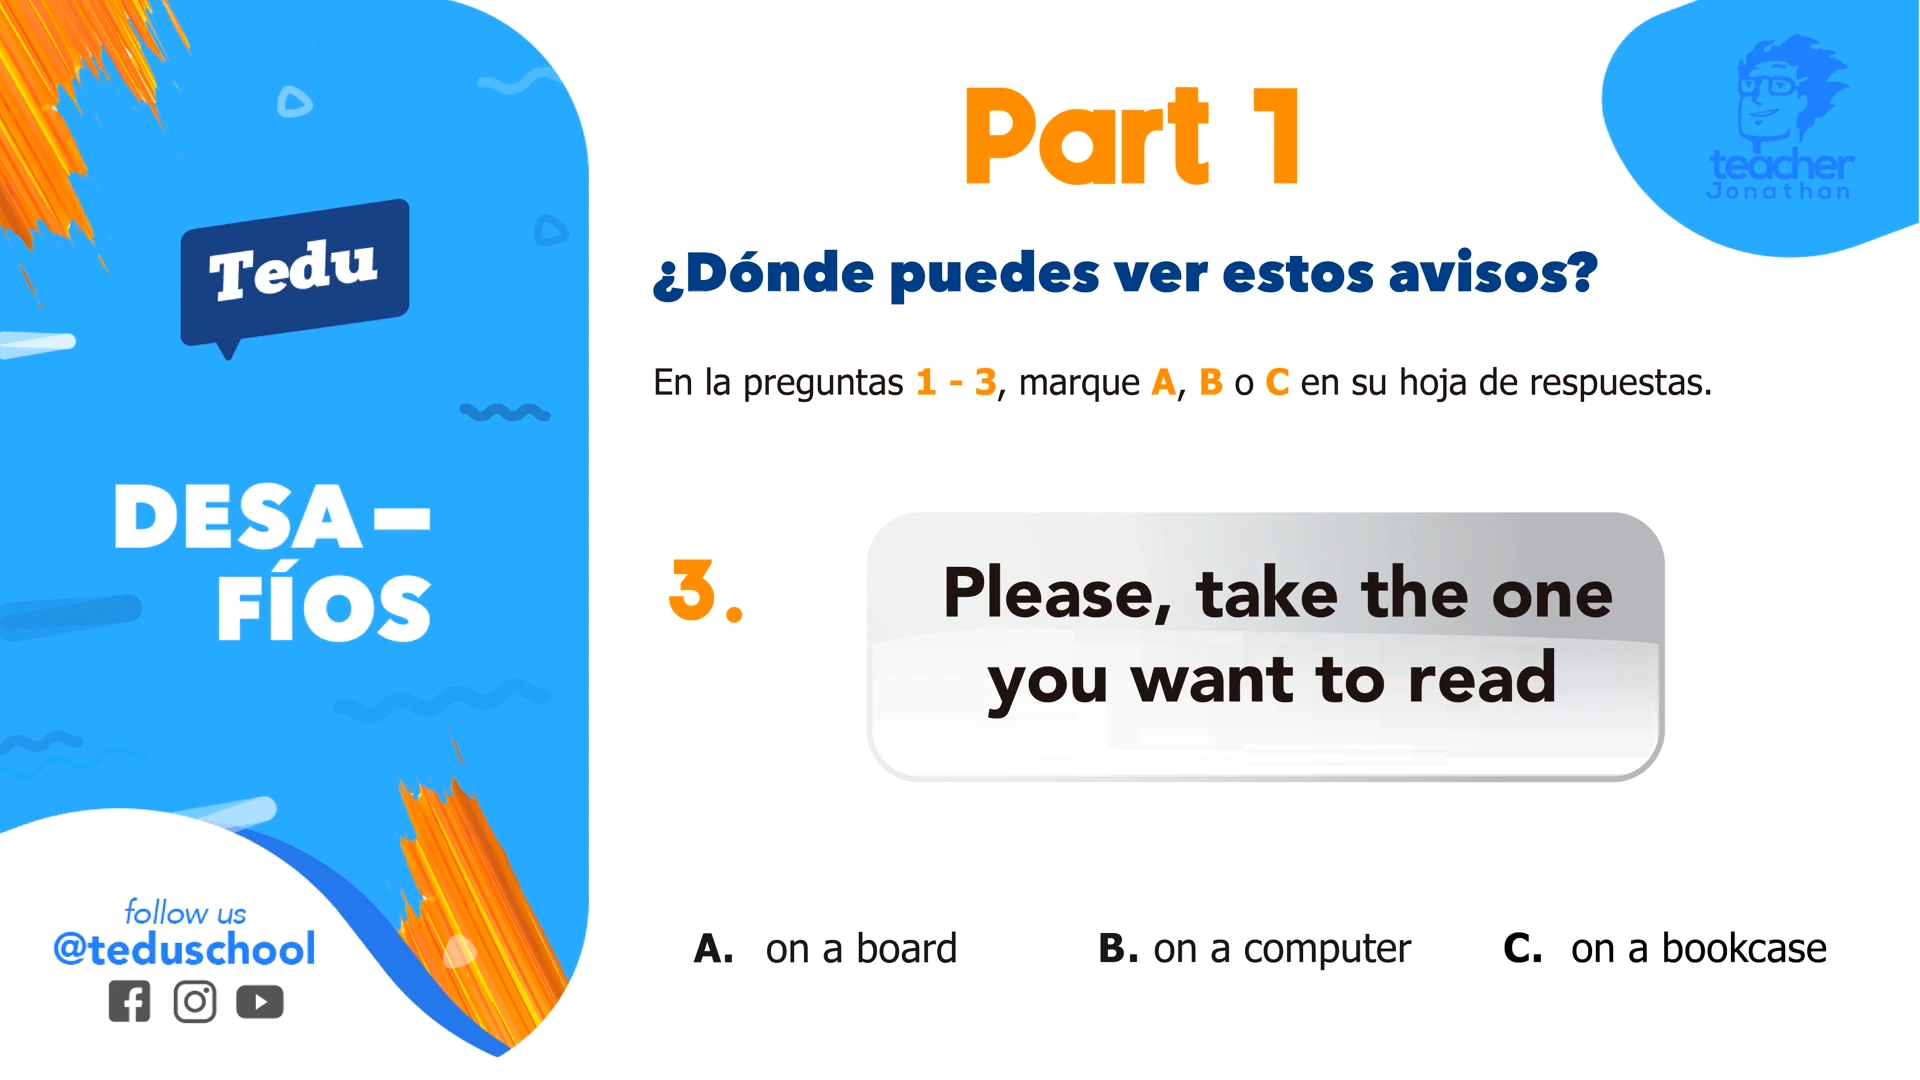 Part 1
teacher
Jonathan
Tedu
¿Dónde puedes ver estos avisos?
En la preguntas 1 - 3, marque A, B o C en su hoja de respuestas.
DESA-
FÍOS
3.
Please, take the one
you want to read
A. on a board
B. on a computer
C. on a bookcase
follow us
@teduschool